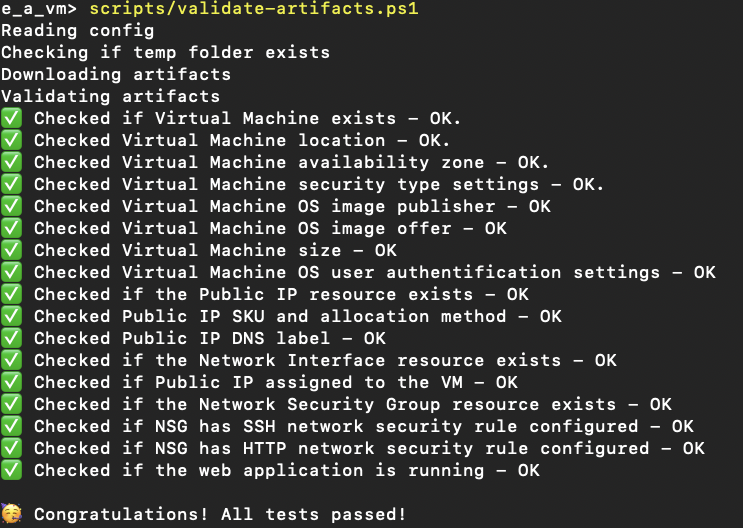 e_a_vm> scripts/validate-artifacts.ps1
Reading config
Checking if temp folder exists
Downloading artifacts
Validating artifacts
✅ Checked if Virtual Machine exists - OK.
✅ Checked Virtual Machine location - OK.
✅ Checked Virtual Machine availability zone - OK.
✅ Checked Virtual Machine security type settings - OK.
✅ Checked Virtual Machine OS image publisher - OK
✅ Checked Virtual Machine OS image offer - OK
✅ Checked Virtual Machine size - OK
✅ Checked Virtual Machine OS user authentification settings - OK
✅ Checked if the Public IP resource exists - OK
✅ Checked Public IP SKU and allocation method - OK
✅ Checked Public IP DNS label - OK
✅ Checked if the Network Interface resource exists - OK
✅ Checked if Public IP assigned to the VM - OK
✅ Checked if the Network Security Group resource exists - OK
✅ Checked if NSG has SSH network security rule configured - OK
✅ Checked if NSG has HTTP network security rule configured - OK
✅ Checked if the web application is running - OK
🥳 Congratulations! All tests passed!